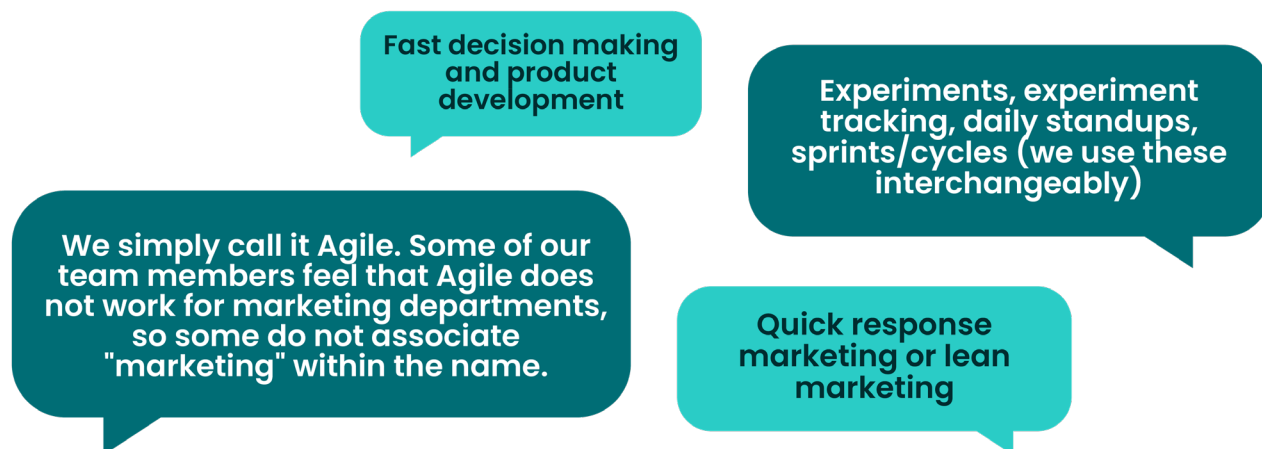 Fast decision making
and product
development
Experiments, experiment
tracking, daily standups,
sprints/cycles (we use these
interchangeably)
We simply call it Agile. Some of our
team members feel that Agile does
not work for marketing departments,
so some do not associate
"marketing" within the name.
Quick response
marketing or lean
marketing